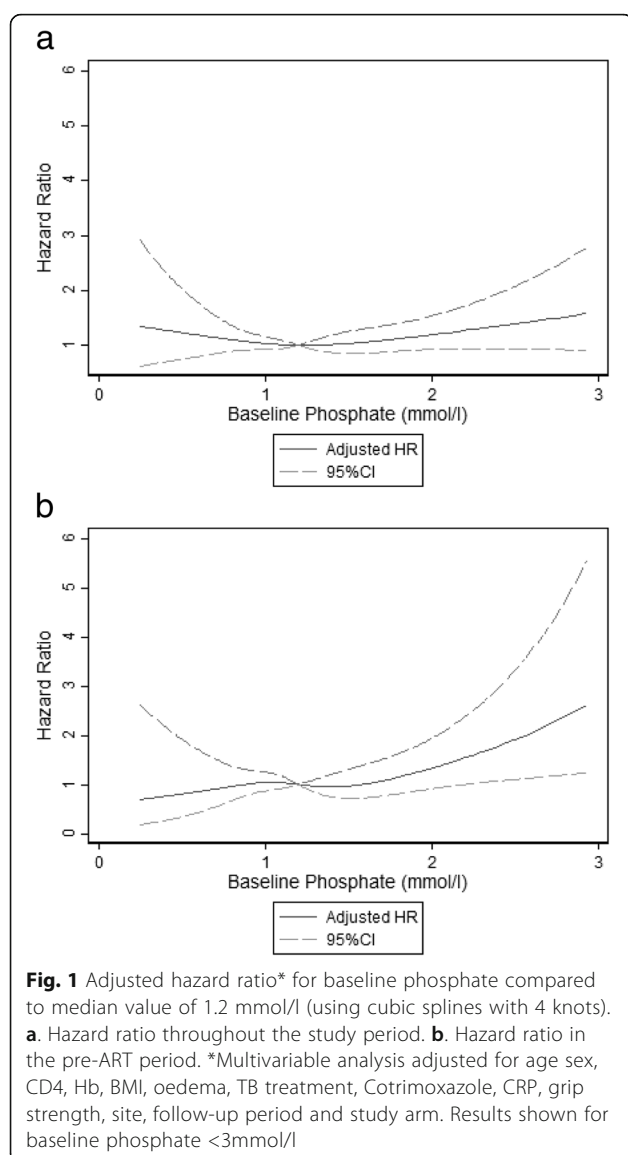 a
6
5
4
3
2
1
Hazard Ratio
0
1
2
3
Baseline Phosphate (mmol/l)
Adjusted HR
95%CI
b
6
5
4
3
2
1
0
Hazard Ratio
0
1
2
3
Baseline Phosphate (mmol/l)
Adjusted HR
95%CI
Fig. 1 Adjusted hazard ratio* for baseline phosphate compared
to median value of 1.2 mmol/l (using cubic splines with 4 knots).
a. Hazard ratio throughout the study period. b. Hazard ratio in
the pre-ART period. *Multivariable analysis adjusted for age sex,
CD4, Hb, BMI, oedema, TB treatment, Cotrimoxazole, CRP, grip
strength, site, follow-up period and study arm. Results shown for
baseline phosphate <3mmol/l